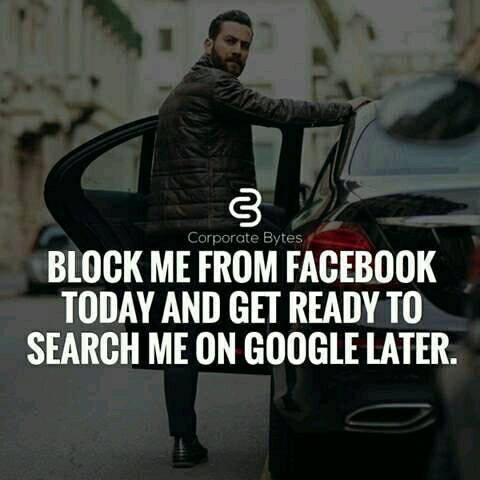 Corporate Bytes
BLOCK ME FROM FACEBOOK
TODAY AND GET READY TO
SEARCH ME ON GOOGLE LATER.